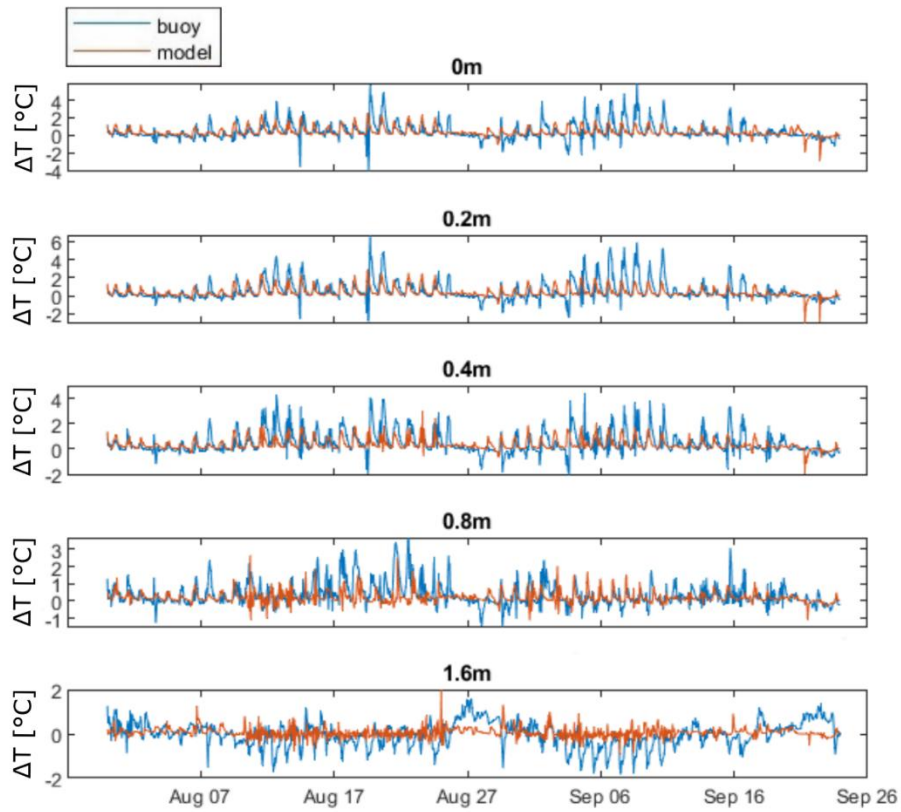 buoy
model
0m
ΔT [°C]
4
2
0
-2
-4
0.2m
ΔT [°C]
6
4
2
0
-2
0.4m
ΔT [°C]
4
2
0
-2
0.8m
ΔT [°C]
3
2
1
0
-1
1.6m
ΔT [°C]
2
0
-2
Aug 07 Aug 17 Aug 27 Sep 06 Sep 16 Sep 26